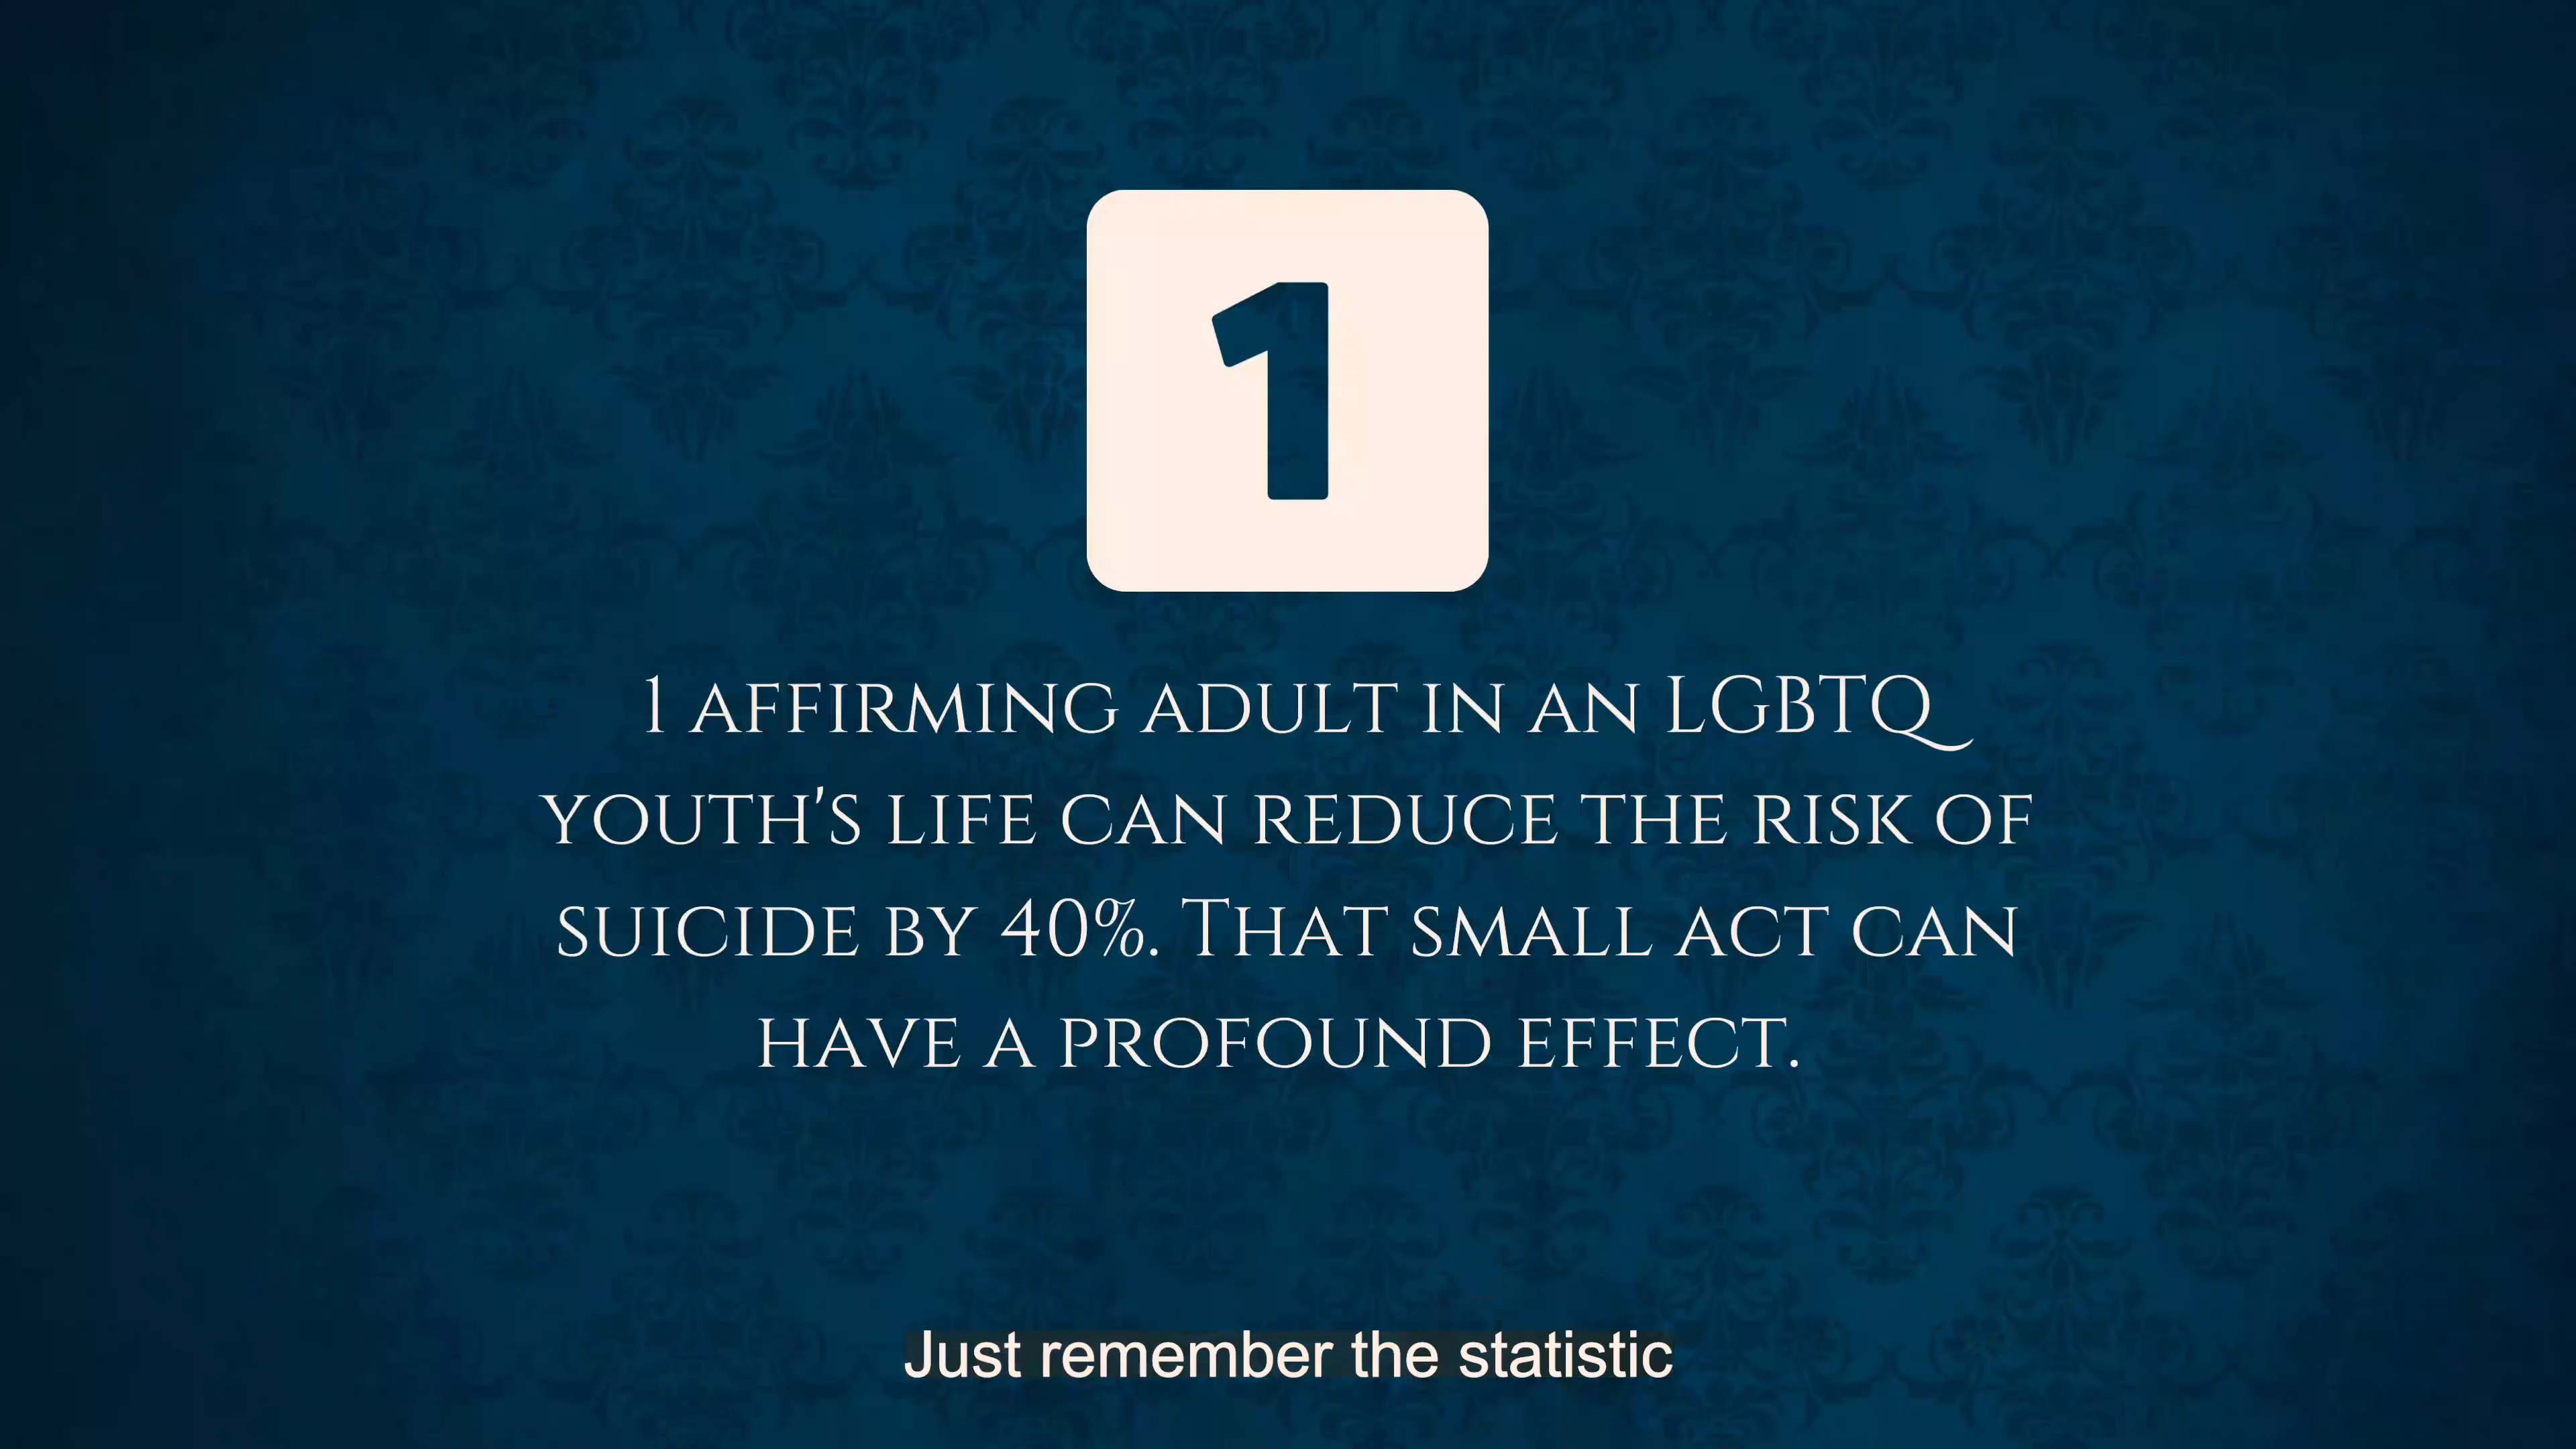 1
1 affirming adult in an LGBTQ
youth's life can reduce the risk of
suicide by 40%. That small act can
have a profound effect.
Just remember the statistic